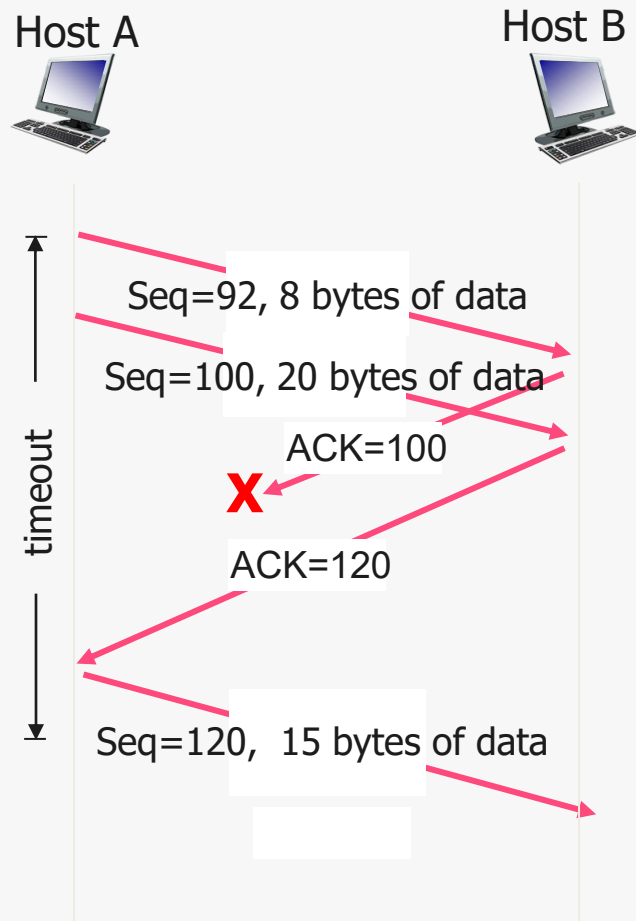 Host A
Host B
Seq=92, 8 bytes of data
Seq=100, 20 bytes of data
ACK=100
X
timeout
ACK=120
Seq=120, 15 bytes of data